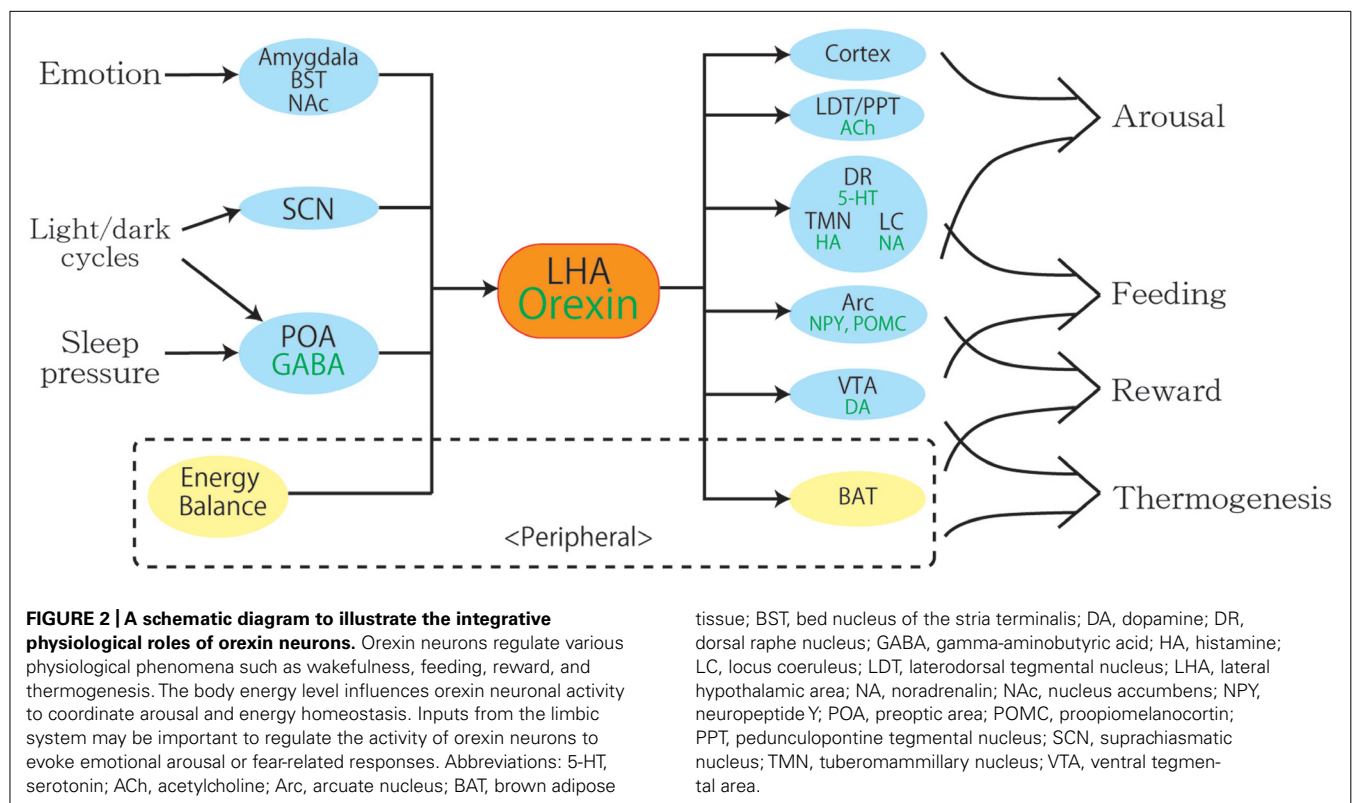 Emotion
Amygdala
BST
NAc
Light/dark
cycles
SCN
Sleep
pressure
POA
GABA
Energy
Balance
LHA
Orexin
Cortex
LDT/PPT
ACh
DR
5-HT
TMN LC
HA NA
Arc
NPY, POMC
VTA
DA
BAT
<Peripheral>
Arousal
Feeding
Reward
Thermogenesis
FIGURE 2 | A schematic diagram to illustrate the integrative
physiological roles of orexin neurons. Orexin neurons regulate various
physiological phenomena such as wakefulness, feeding, reward, and
thermogenesis. The body energy level influences orexin neuronal activity
to coordinate arousal and energy homeostasis. Inputs from the limbic
system may be important to regulate the activity of orexin neurons to
evoke emotional arousal or fear-related responses. Abbreviations: 5-HT,
serotonin; ACh, acetylcholine; Arc, arcuate nucleus; BAT, brown adipose
tissue; BST, bed nucleus of the stria terminalis; DA, dopamine; DR,
dorsal raphe nucleus; GABA, gamma-aminobutyric acid; HA, histamine;
LC, locus coeruleus; LDT, laterodorsal tegmental nucleus; LHA, lateral
hypothalamic area; NA, noradrenalin; NAc, nucleus accumbens; NPY,
neuropeptide Y; POA, preoptic area; POMC, proopiomelanocortin;
PPT, pedunculopontine tegmental nucleus; SCN, suprachiasmatic
nucleus; TMN, tuberomammillary nucleus; VTA, ventral tegmen-
tal area.